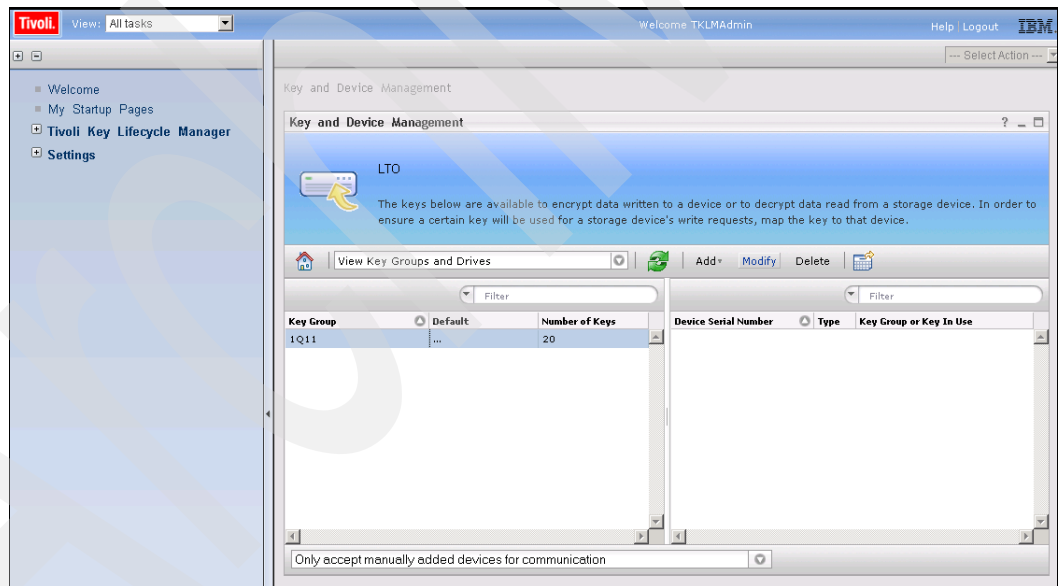 Tivoli. View: All tasks Welcome TKLMAdmin Help Logout IBM.
--- Select Action ---
Welcome
My Startup Pages
Tivoli Key Lifecycle Manager
Settings
Key and Device Management
Key and Device Management ?
LTO
The keys below are available to encrypt data written to a device or to decrypt data read from a storage device. In order to
ensure a certain key will be used for a storage device's write requests, map the key to that device.
View Key Groups and Drives Add Modify Delete
Filter Filter
Key Group Default Number of Keys Device Serial Number Type Key Group or Key In Use
1Q11 ... 20
Only accept manually added devices for communication